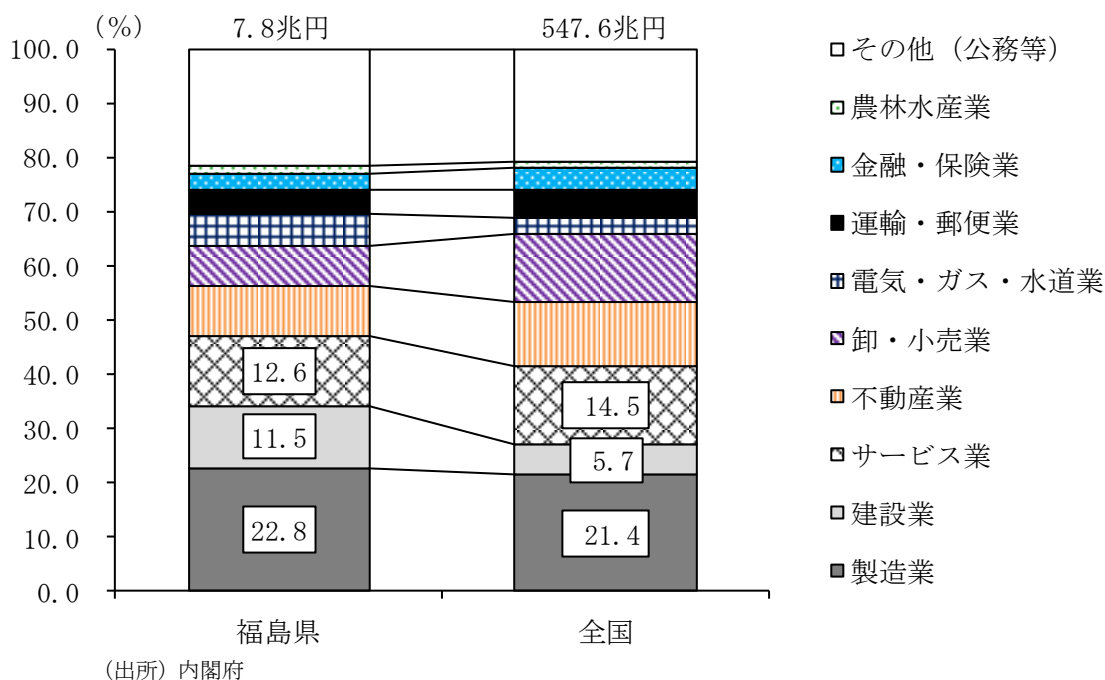 （%）
7.8兆円
547.6兆円
100.0
90.0
80.0
70.0
60.0
50.0
40.0
30.0
20.0
10.0
0.0
12.6
11.5
22.8
14.5
5.7
21.4
福島県
全国
その他（公務等）
農林水産業
金融・保険業
運輸・郵便業
電気・ガス・水道業
卸・小売業
不動産業
サービス業
建設業
製造業
（出所）内閣府